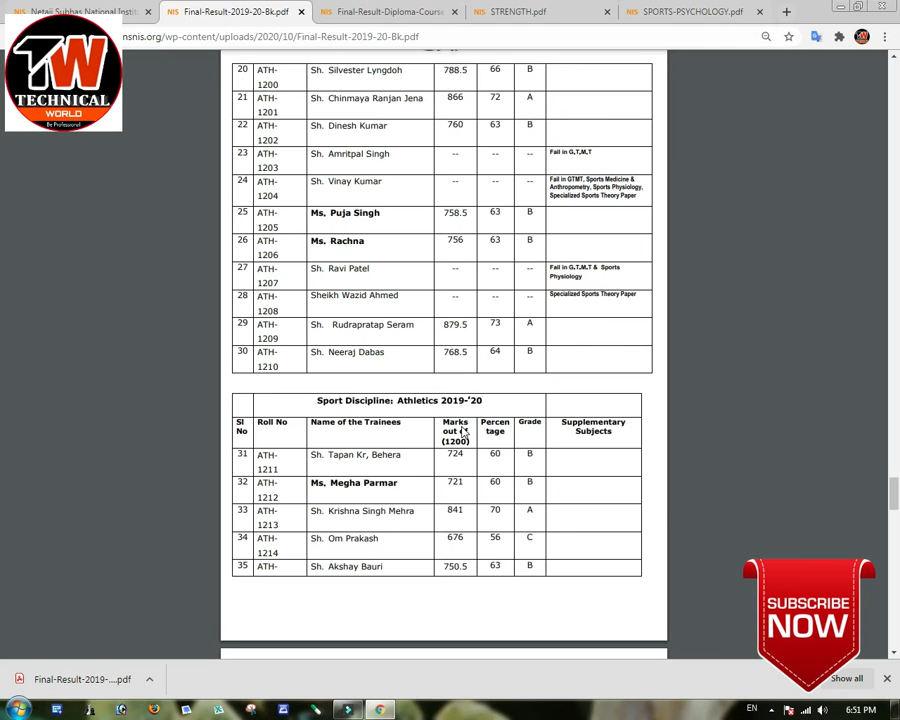 Netaji Subhas National Instit
Final-Result-2019-20-Bk.pdf
Final-Result-Diploma-Course
STRENGTH.pdf
SPORTS-PSYCHOLOGY.pdf
nsnis.org/wp-content/uploads/2020/10/Final-Result-2019-20-Bk.pdf
TW
TECHNICAL
WORLD
Be Professional
20 ATH-1200 Sh. Silvester Lyngdoh 788.5 66 B
21 ATH-1201 Sh. Chinmaya Ranjan Jena 866 72 A
22 ATH-1202 Sh. Dinesh Kumar 760 63 B
23 ATH-1203 Sh. Amritpal Singh -- -- -- Fail in G,T,M,T
24 ATH-1204 Sh. Vinay Kumar -- -- -- Fail in GTMT, Sports Medicine & Anthropometry, Sports Physiology, Specialized Sports Theory Paper
25 ATH-1205 Ms. Puja Singh 758.5 63 B
26 ATH-1206 Ms. Rachna 756 63 B
27 ATH-1207 Sh. Ravi Patel -- -- -- Fail in G.T.M.T & Sports Physiology
28 ATH-1208 Sheikh Wazid Ahmed -- -- -- Specialized Sports Theory Paper
29 ATH-1209 Sh. Rudrapratap Seram 879.5 73 A
30 ATH-1210 Sh. Neeraj Dabas 768.5 64 B
Sport Discipline: Athletics 2019-'20
Sl No Roll No Name of the Trainees Marks out (1200) Percentage Grade Supplementary Subjects
31 ATH-1211 Sh. Tapan Kr, Behera 724 60 B
32 ATH-1212 Ms. Megha Parmar 721 60 B
33 ATH-1213 Sh. Krishna Singh Mehra 841 70 A
34 ATH-1214 Sh. Om Prakash 676 56 C
35 ATH- Sh. Akshay Bauri 750.5 63 B
SUBSCRIBE
NOW
Final-Result-2019-....pdf
Show all
EN
6:51 PM